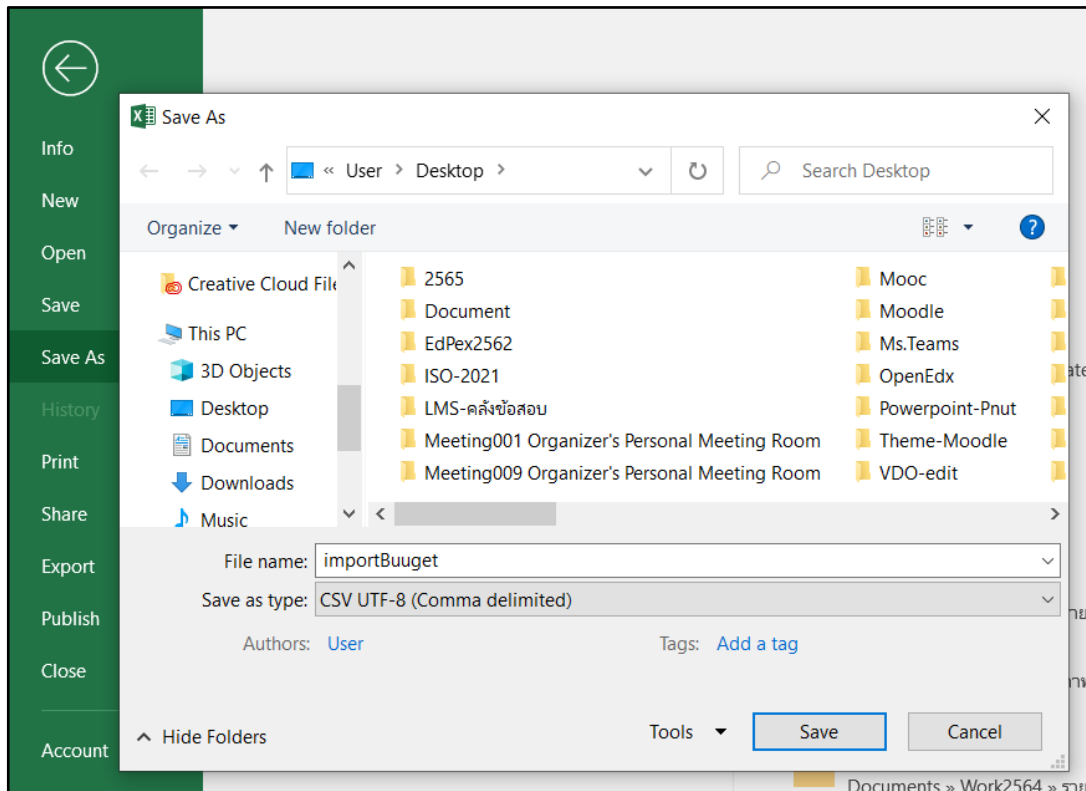 Save As
Info
New
Open
Save
Save As
History
Print
Share
Export
Publish
Close
Account
« User > Desktop >
Search Desktop
Organize
New folder
?
Creative Cloud File
This PC
3D Objects
Desktop
Documents
Downloads
Music
2565
Document
EdPex2562
ISO-2021
LMS-คลังข้อสอบ
Meeting001 Organizer's Personal Meeting Room
Meeting009 Organizer's Personal Meeting Room
Mooc
Moodle
Ms.Teams
OpenEdx
Powerpoint-Pnut
Theme-Moodle
VDO-edit
File name: importBuuget
Save as type: CSV UTF-8 (Comma delimited)
Authors: User Tags: Add a tag
Hide Folders
Tools
Save
Cancel
Documents » Work2564 »